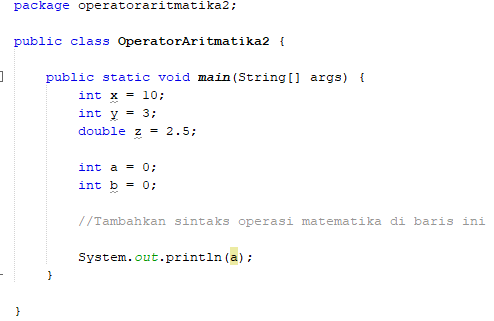 package operatoraritmatika2;
public class OperatorAritmatika2 {
public static void main(String[] args) {
int x = 10;
int y = 3;
double z = 2.5;
int a = 0;
int b = 0;
//Tambahkan sintaks operasi matematika di baris ini
System.out.println(a);
}
}